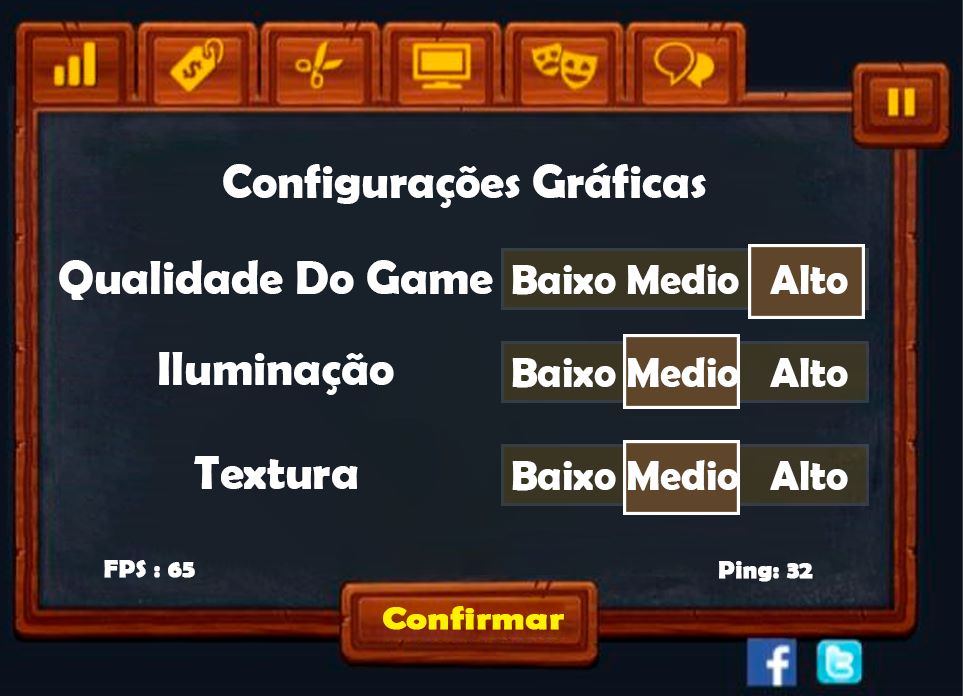 Configurações Gráficas
Qualidade Do Game Baixo Medio Alto
Iluminação Baixo Medio Alto
Textura Baixo Medio Alto
FPS : 65 Ping: 32
Confirmar